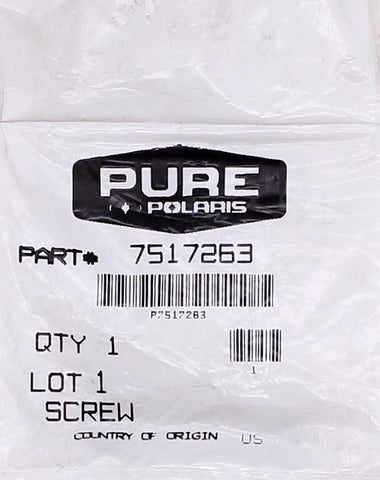 PURE
POLARIS
PART# 7517263
P7517263
QTY 1
1
LOT 1
SCREW
COUNTRY OF ORIGIN US